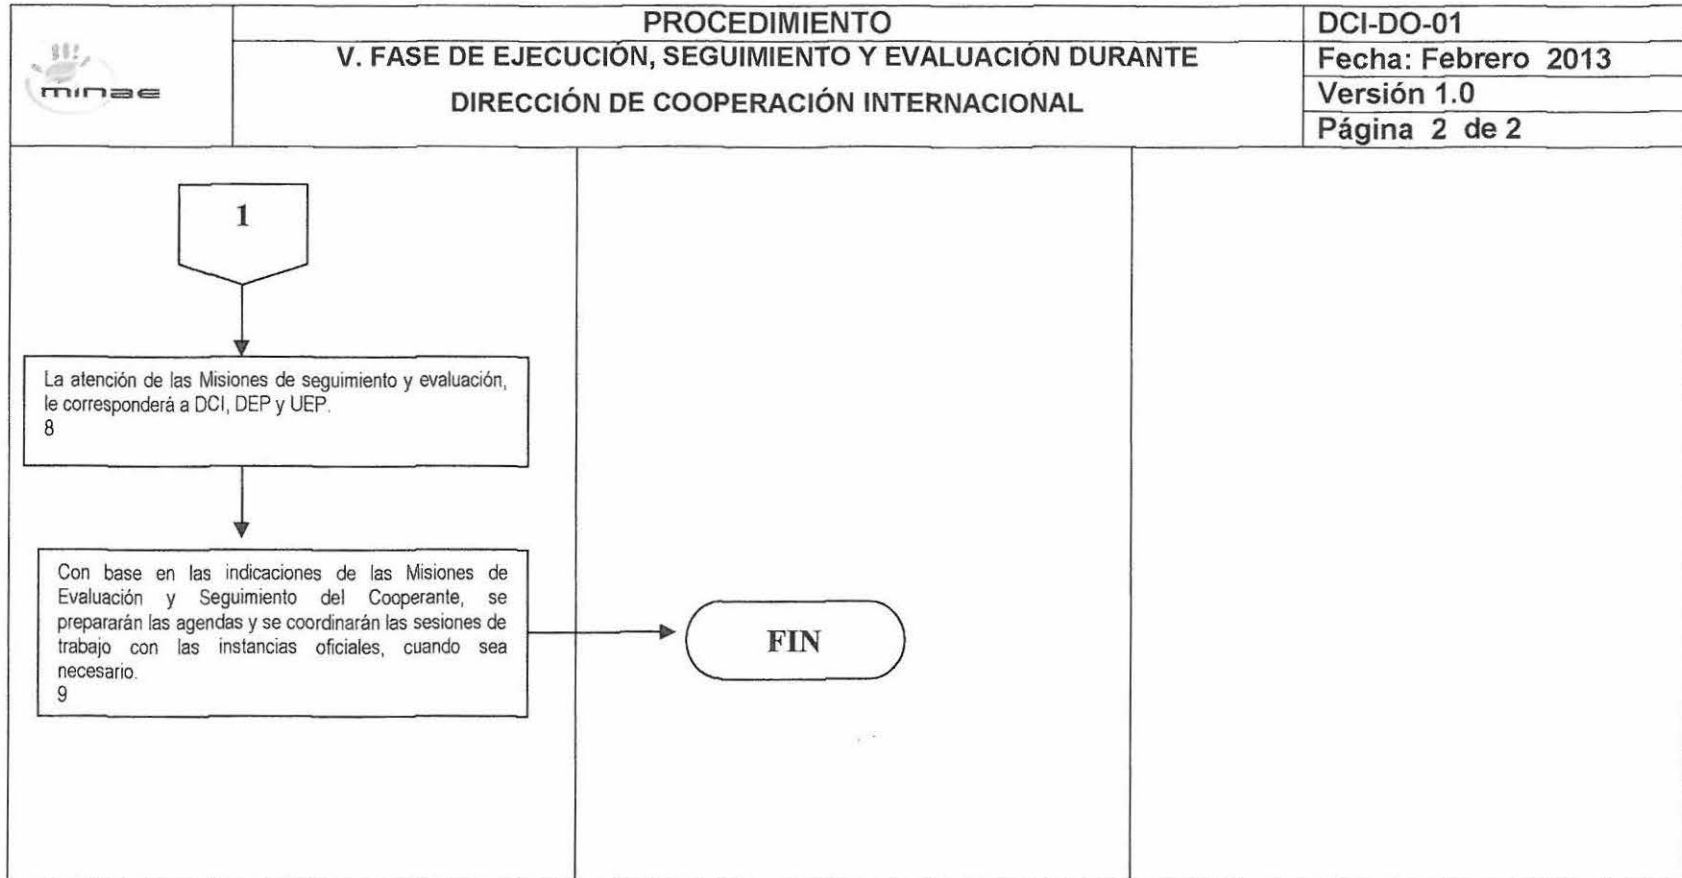 minae
PROCEDIMIENTO
V. FASE DE EJECUCIÓN, SEGUIMIENTO Y EVALUACIÓN DURANTE
DIRECCIÓN DE COOPERACIÓN INTERNACIONAL
DCI-DO-01
Fecha: Febrero 2013
Versión 1.0
Página 2 de 2
1
La atención de las Misiones de seguimiento y evaluación,
le corresponderá a DCI, DEP y UEP.
8
Con base en las indicaciones de las Misiones de
Evaluación y Seguimiento del Cooperante, se
prepararán las agendas y se coordinarán las sesiones de
trabajo con las instancias oficiales, cuando sea
necesario.
9
FIN